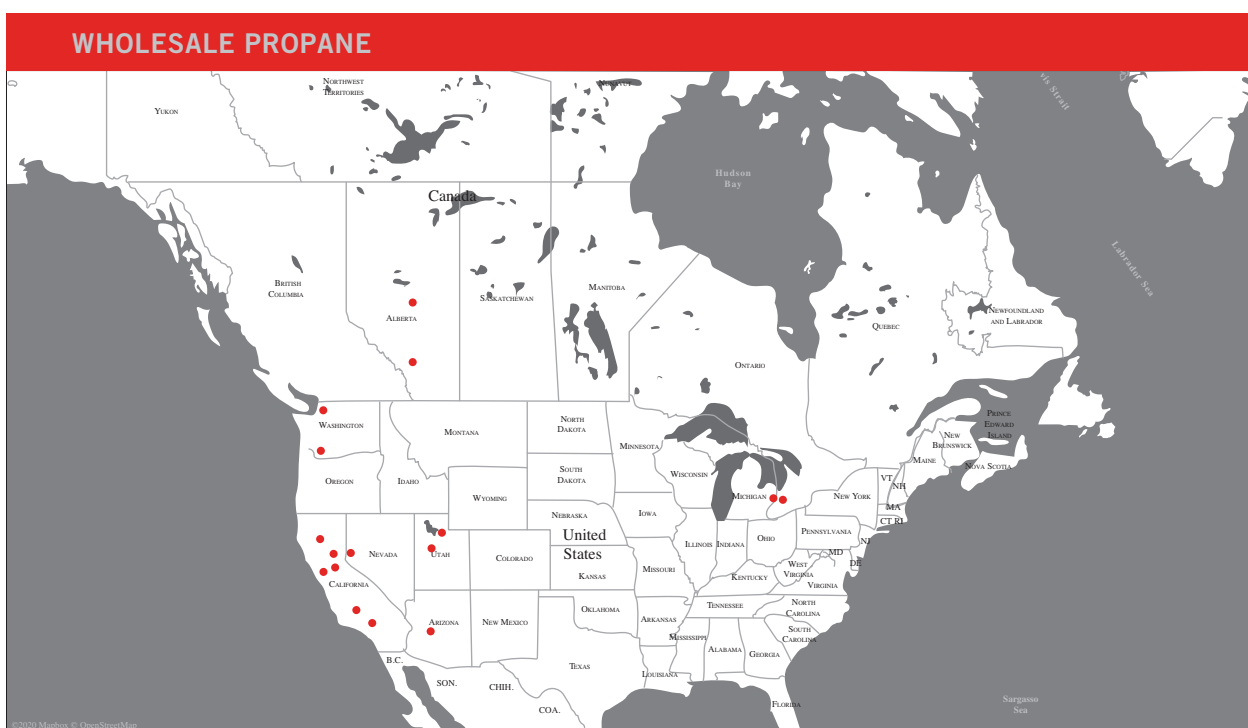 WHOLESALE PROPANE
NORTHWEST
TERRITORIES
NUNAVUT
YUKON
Hudson
Bay
Canada
Labrador Sea
BRITISH
COLUMBIA
MANITOBA
SASKATCHEWAN
ALBERTA
NEWFOUNDLAND
AND LABRADOR
QUEBEC
ONTARIO
PRINCE
EDWARD
ISLAND
WASHINGTON
MONTANA
NORTH
DAKOTA
MINNESOTA
NEW
BRUNSWICK
MAINE
NOVA SCOTIA
OREGON
IDAHO
SOUTH
DAKOTA
WISCONSIN
VT
NH
WYOMING
MICHIGAN
NEW YORK
MA
NEBRASKA
IOWA
CT RI
United
States
PENNSYLVANIA
NJ
NEVADA
UTAH
COLORADO
ILLINOIS
INDIANA
OHIO
MD
DE
CALIFORNIA
KANSAS
MISSOURI
WEST
VIRGINIA
KENTUCKY
VIRGINIA
OKLAHOMA
ARKANSAS
TENNESSEE
NORTH
CAROLINA
ARIZONA
NEW MEXICO
MISSISSIPPI
SOUTH
CAROLINA
ALABAMA
GEORGIA
B.C.
TEXAS
LOUISIANA
SON.
CHIH.
COA.
FLORIDA
Sargasso
Sea
©2020 Mapbox © OpenStreetMap
vis Strait